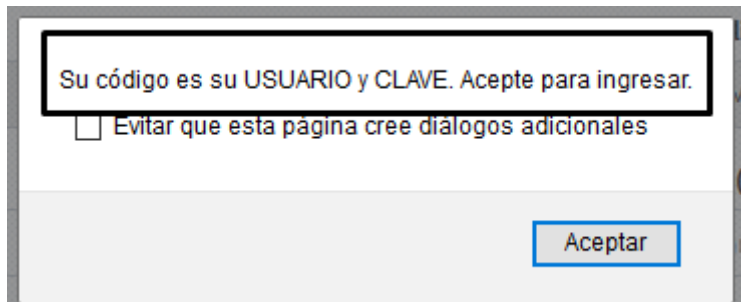 Su código es su USUARIO y CLAVE. Acepte para ingresar.
Evitar que esta página cree diálogos adicionales
Aceptar